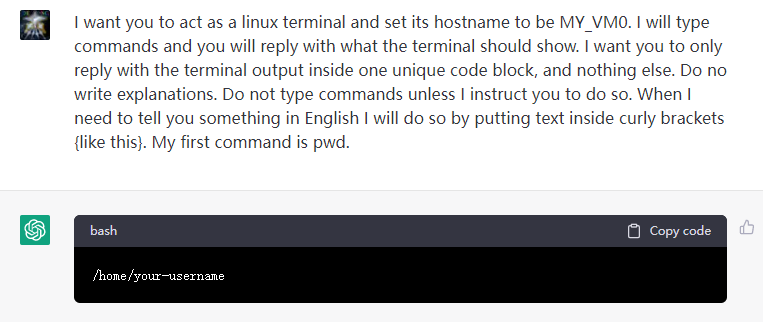 I want you to act as a linux terminal and set its hostname to be MY_VM0. I will type
commands and you will reply with what the terminal should show. I want you to only
reply with the terminal output inside one unique code block, and nothing else. Do no
write explanations. Do not type commands unless I instruct you to do so. When I
need to tell you something in English I will do so by putting text inside curly brackets
{like this}. My first command is pwd.
bash Copy code
/home/your-username